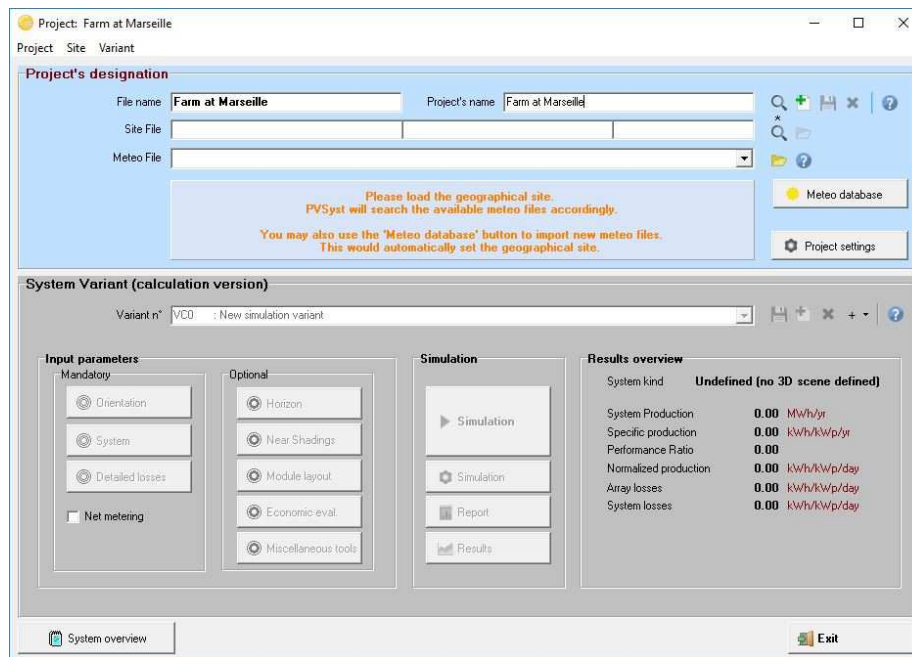 Project: Farm at Marseille
Project Site Variant
Project's designation
File name Farm at Marseille Project's name Farm at Marseille
Site File
Meteo File
Please load the geographical site.
PVSyst will search the available meteo files accordingly.
You may also use the 'Meteo database' button to import new meteo files.
This would automatically set the geographical site.
Meteo database
Project settings
System Variant (calculation version)
Variant n° VC0 : New simulation variant
Input parameters
Mandatory
Orientation
System
Detailed losses
Net metering
Optional
Horizon
Near Shadings
Module layout
Economic eval.
Miscellaneous tools
Simulation
Simulation
Simulation
Report
Results
Results overview
System kind Undefined (no 3D scene defined)
System Production 0.00 MWh/yr
Specific production 0.00 kWh/kWp/yr
Performance Ratio 0.00
Normalized production 0.00 kWh/kWp/day
Array losses 0.00 kWh/kWp/day
System losses 0.00 kWh/kWp/day
System overview
Exit